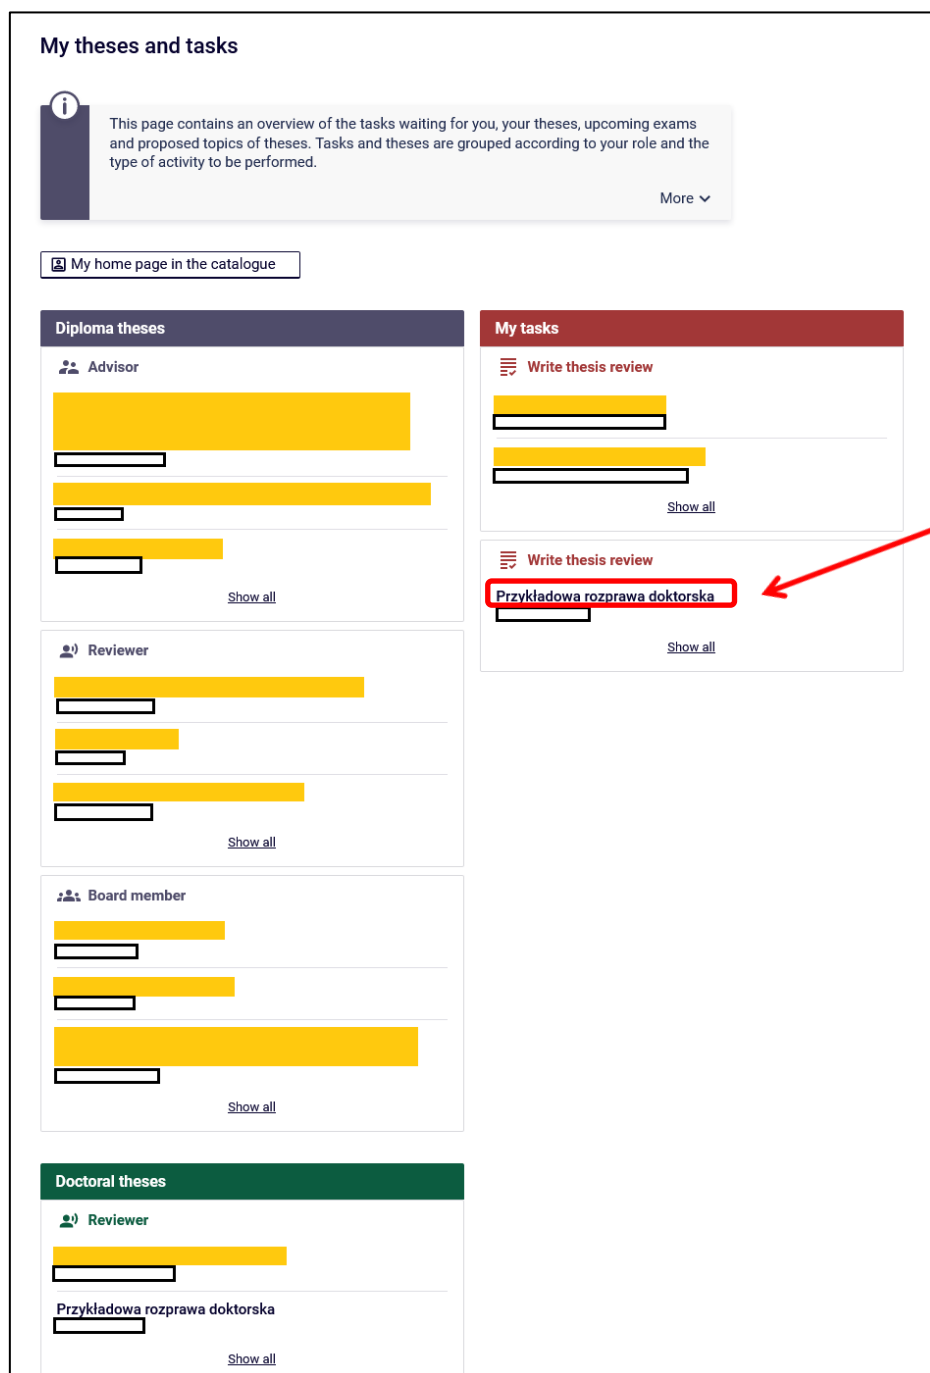 My theses and tasks
This page contains an overview of the tasks waiting for you, your theses, upcoming exams
and proposed topics of theses. Tasks and theses are grouped according to your role and the
type of activity to be performed.
More
My home page in the catalogue
Diploma theses
Advisor
Show all
Reviewer
Show all
Board member
Show all
Doctoral theses
Reviewer
Przykładowa rozprawa doktorska
Show all
My tasks
Write thesis review
Show all
Write thesis review
Przykładowa rozprawa doktorska
Show all